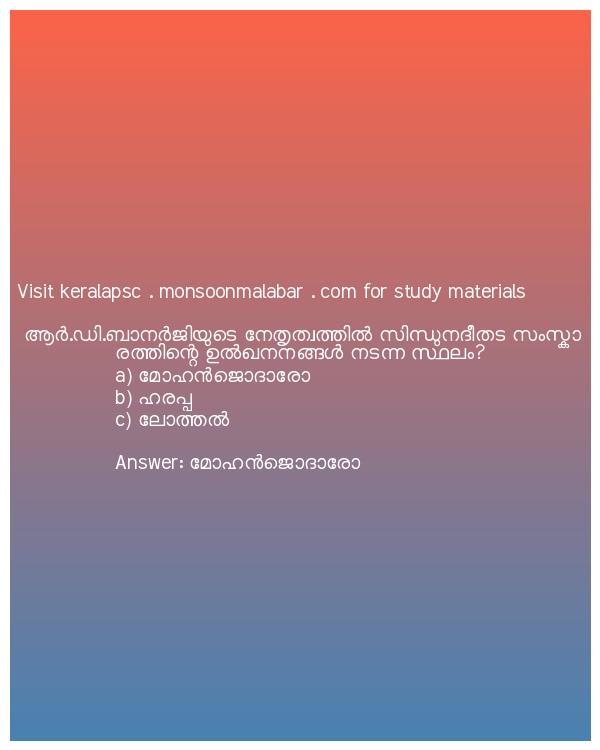 Visit keralapsc . monsoonmalabar . com for study materials
ആർ.ഡി.ബാനർജിയുടെ നേതൃത്വത്തിൽ സിന്ധുനദീതട സംസ്കാ
രത്തിന്റെ ഉൽഖനനങ്ങൾ നടന്ന സ്ഥലം?
a) മോഹൻജൊദാരോ
b) ഹരപ്പ
c) ലോത്തൽ
Answer: മോഹൻജൊദാരോ